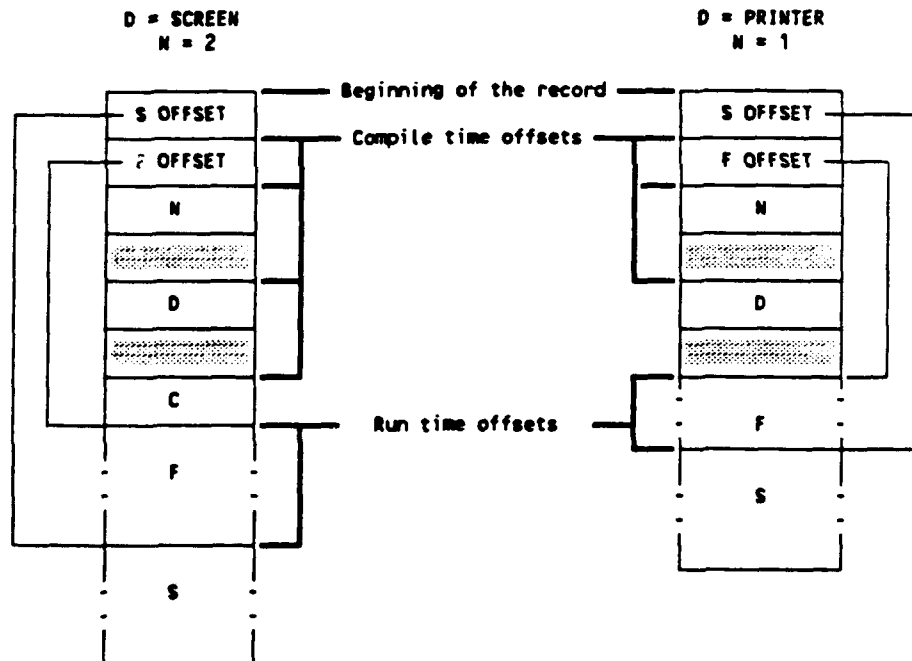 D = SCREEN
N = 2
D = PRINTER
N = 1
Beginning of the record
S OFFSET
S OFFSET
Compile time offsets
OFFSET
F OFFSET
N
N
D
D
C
Run time offsets
F
F
S
S